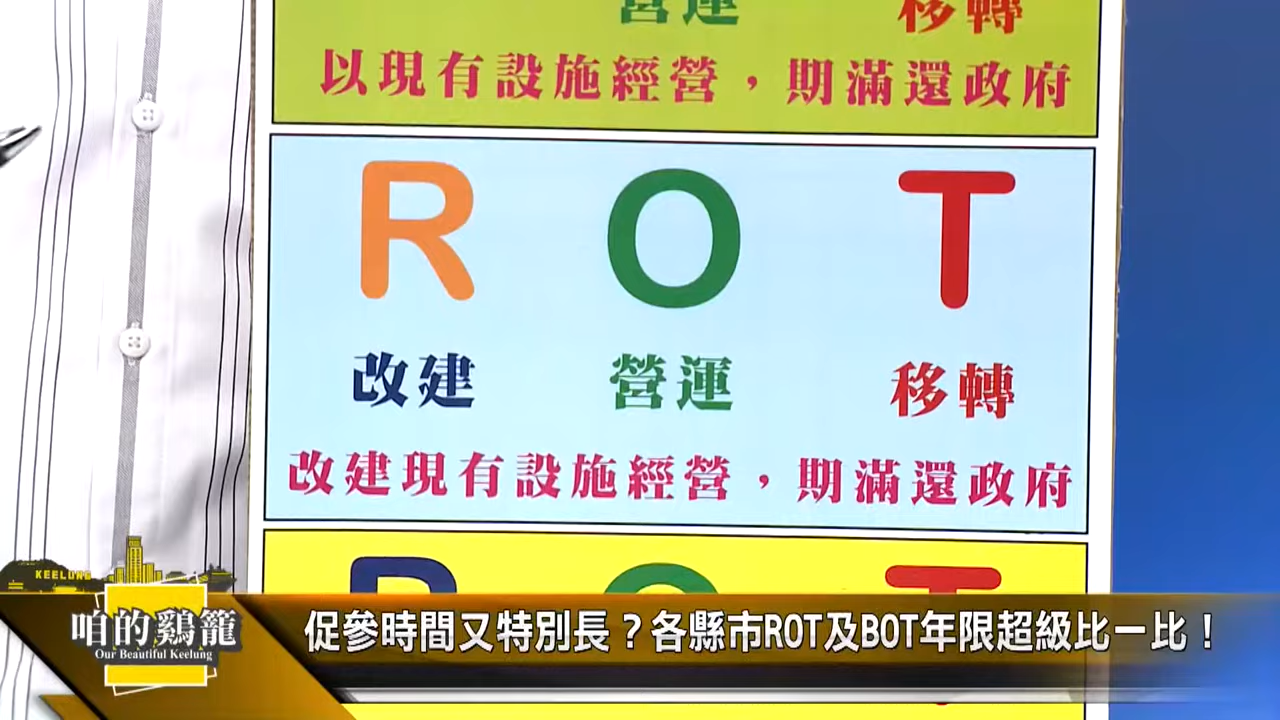 營運 移轉
以現有設施經營，期滿還政府
R O T
改建 營運 移轉
改建現有設施經營，期滿還政府
O T
KEELUNG
咱的鷄籠
Our Beautiful Keelung
促參時間又特別長？各縣市ROT及BOT年限超級比一比！